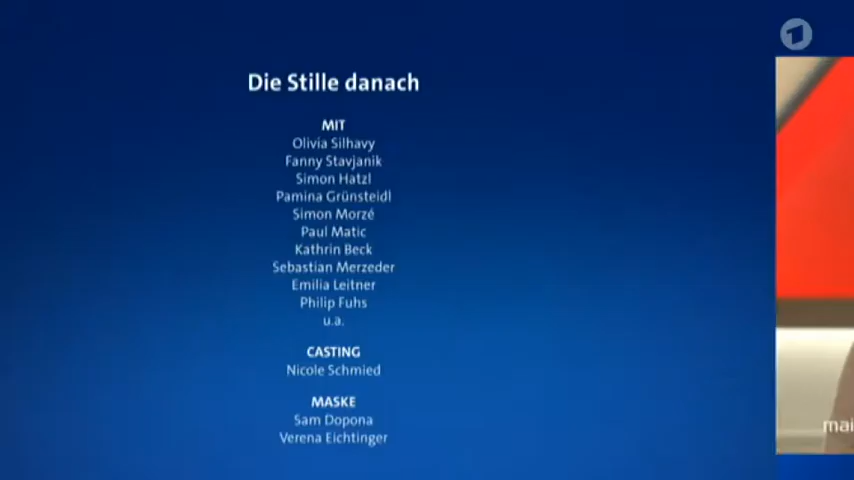 Die Stille danach
MIT
Olivia Silhavy
Fanny Stavjanik
Simon Hatzl
Pamina Grünsteidl
Simon Morzé
Paul Matic
Kathrin Beck
Sebastian Merzeder
Emilia Leitner
Philip Fuhs
u.a.
CASTING
Nicole Schmied
MASKE
Sam Dopona
Verena Eichtinger
mai